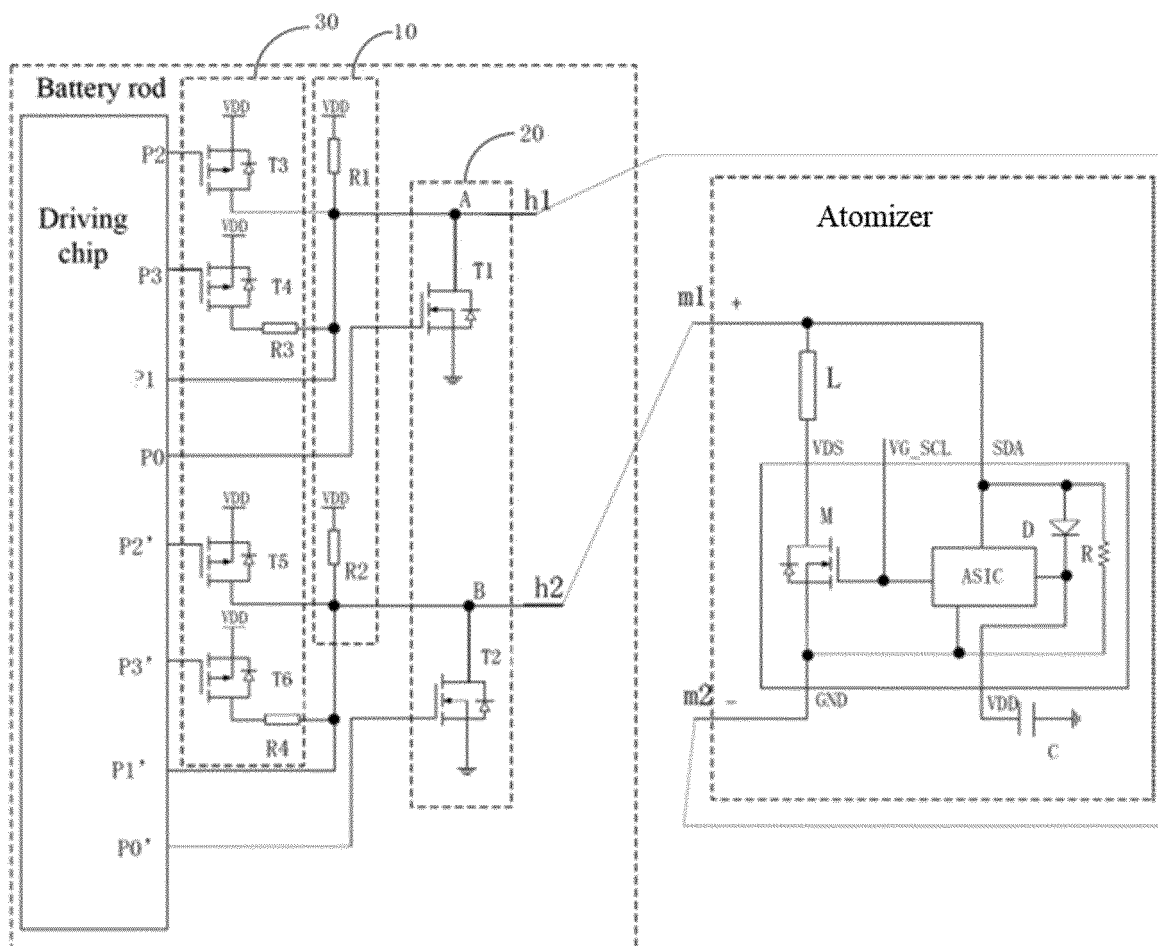 30
10
Battery rod
VDD
VDD
20
P2
T3
R1
A
h1
Driving
chip
VDD
Atomizer
P3
T4
T1
m1 +
R3
P1
L
P0
VDS
VG_SCL
SDA
VDD
VDD
M
D
P2'
T5
R2
R
ASIC
B
h2
VDD
T2
P3'
T6
m2 -
GND
VDD
R4
C
P1'
P0'